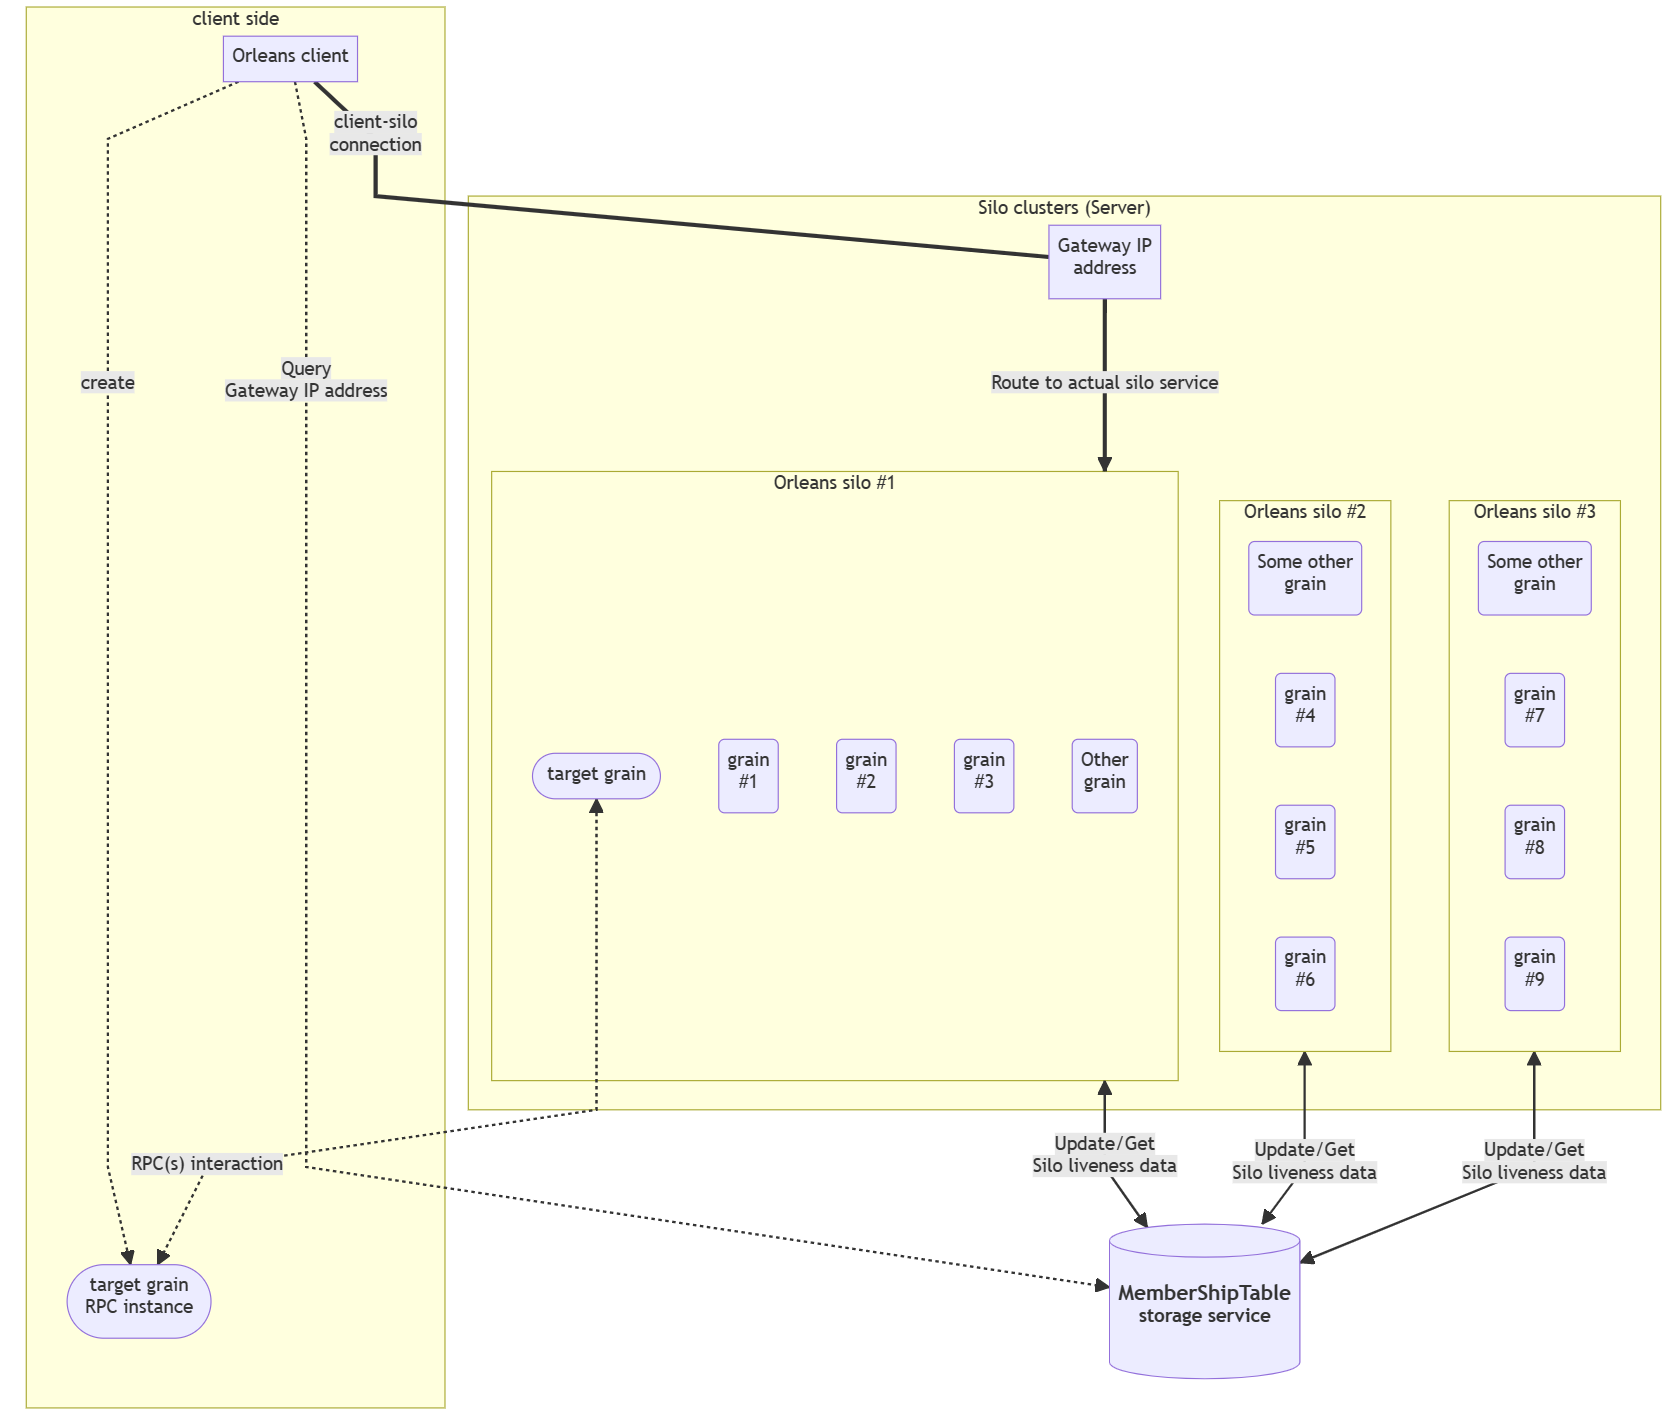 client side
Orleans client
client-silo
connection
Silo clusters (Server)
Gateway IP
address
create
Query
Gateway IP address
Route to actual silo service
Orleans silo #1
target grain
grain
#1
grain
#2
grain
#3
Other
grain
Orleans silo #2
Some other
grain
grain
#4
grain
#5
grain
#6
Orleans silo #3
Some other
grain
grain
#7
grain
#8
grain
#9
RPC(s) interaction
Update/Get
Silo liveness data
Update/Get
Silo liveness data
Update/Get
Silo liveness data
target grain
RPC instance
MemberShipTable
storage service